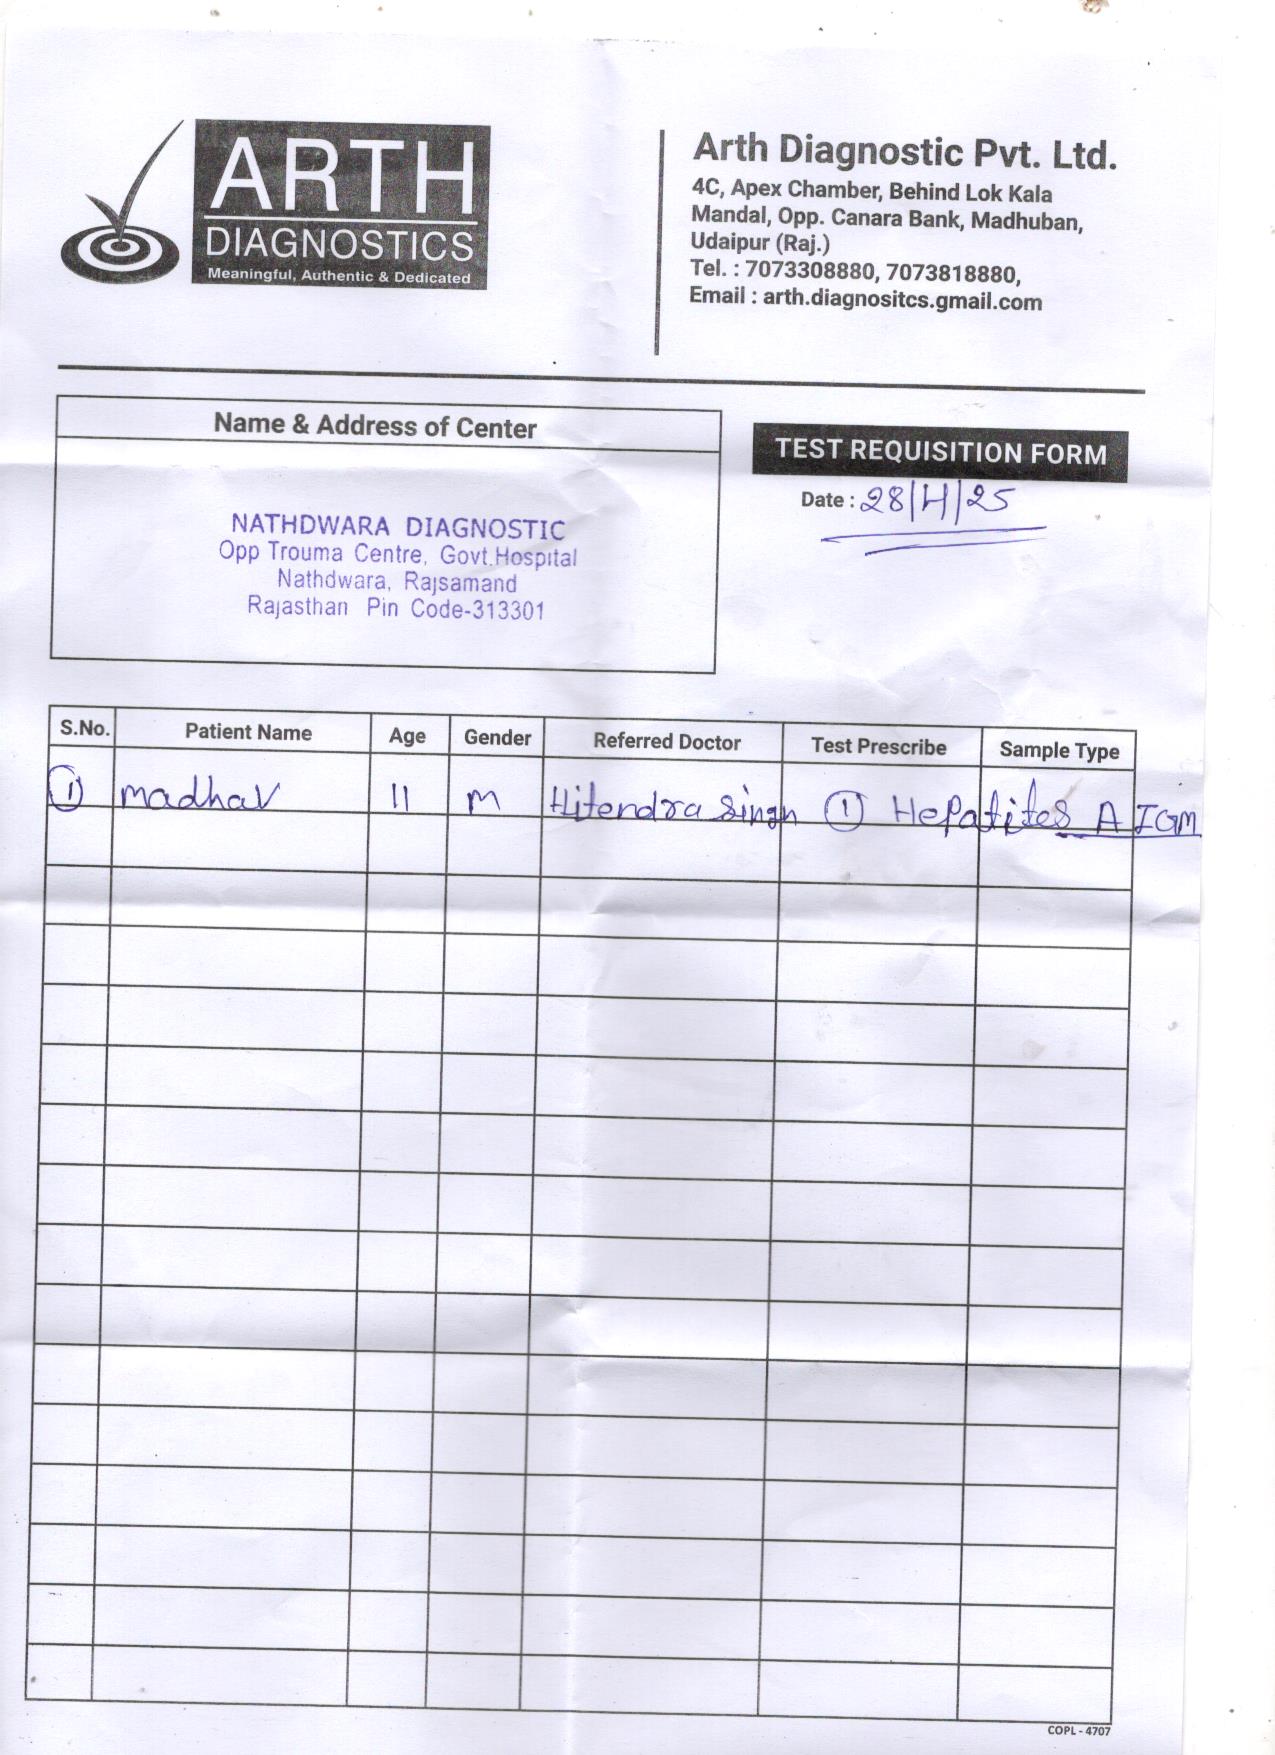 ARTH
DIAGNOSTICS
Meaningful, Authentic & Dedicated
Arth Diagnostic Pvt. Ltd.
4C, Apex Chamber, Behind Lok Kala
Mandal, Opp. Canara Bank, Madhuban,
Udaipur (Raj.)
Tel. : 7073308880, 7073818880,
Email : arth.diagnositcs.gmail.com
Name & Address of Center
NATHDWARA DIAGNOSTIC
Opp Trouma Centre, Govt.Hospital
Nathdwara, Rajsamand
Rajasthan Pin Code-313301
TEST REQUISITION FORM
Date : 28/4/25
S.No. Patient Name Age Gender Referred Doctor Test Prescribe Sample Type
1 Madhav 11 M Hitendra Singh 1 Hepatites A IGM
COPL - 4707